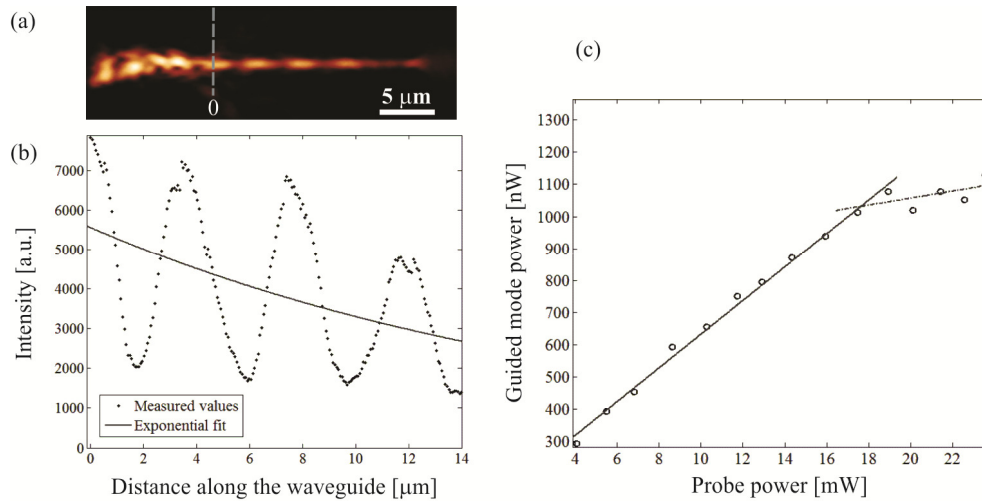 (a)
0
5 µm
(b)
Intensity [a.u.]
7000
6000
5000
4000
3000
2000
1000
0
Measured values
Exponential fit
0 2 4 6 8 10 12 14
Distance along the waveguide [µm]
(c)
Guided mode power [nW]
1300
1200
1100
1000
900
800
700
600
500
400
300
4 6 8 10 12 14 16 18 20 22
Probe power [mW]